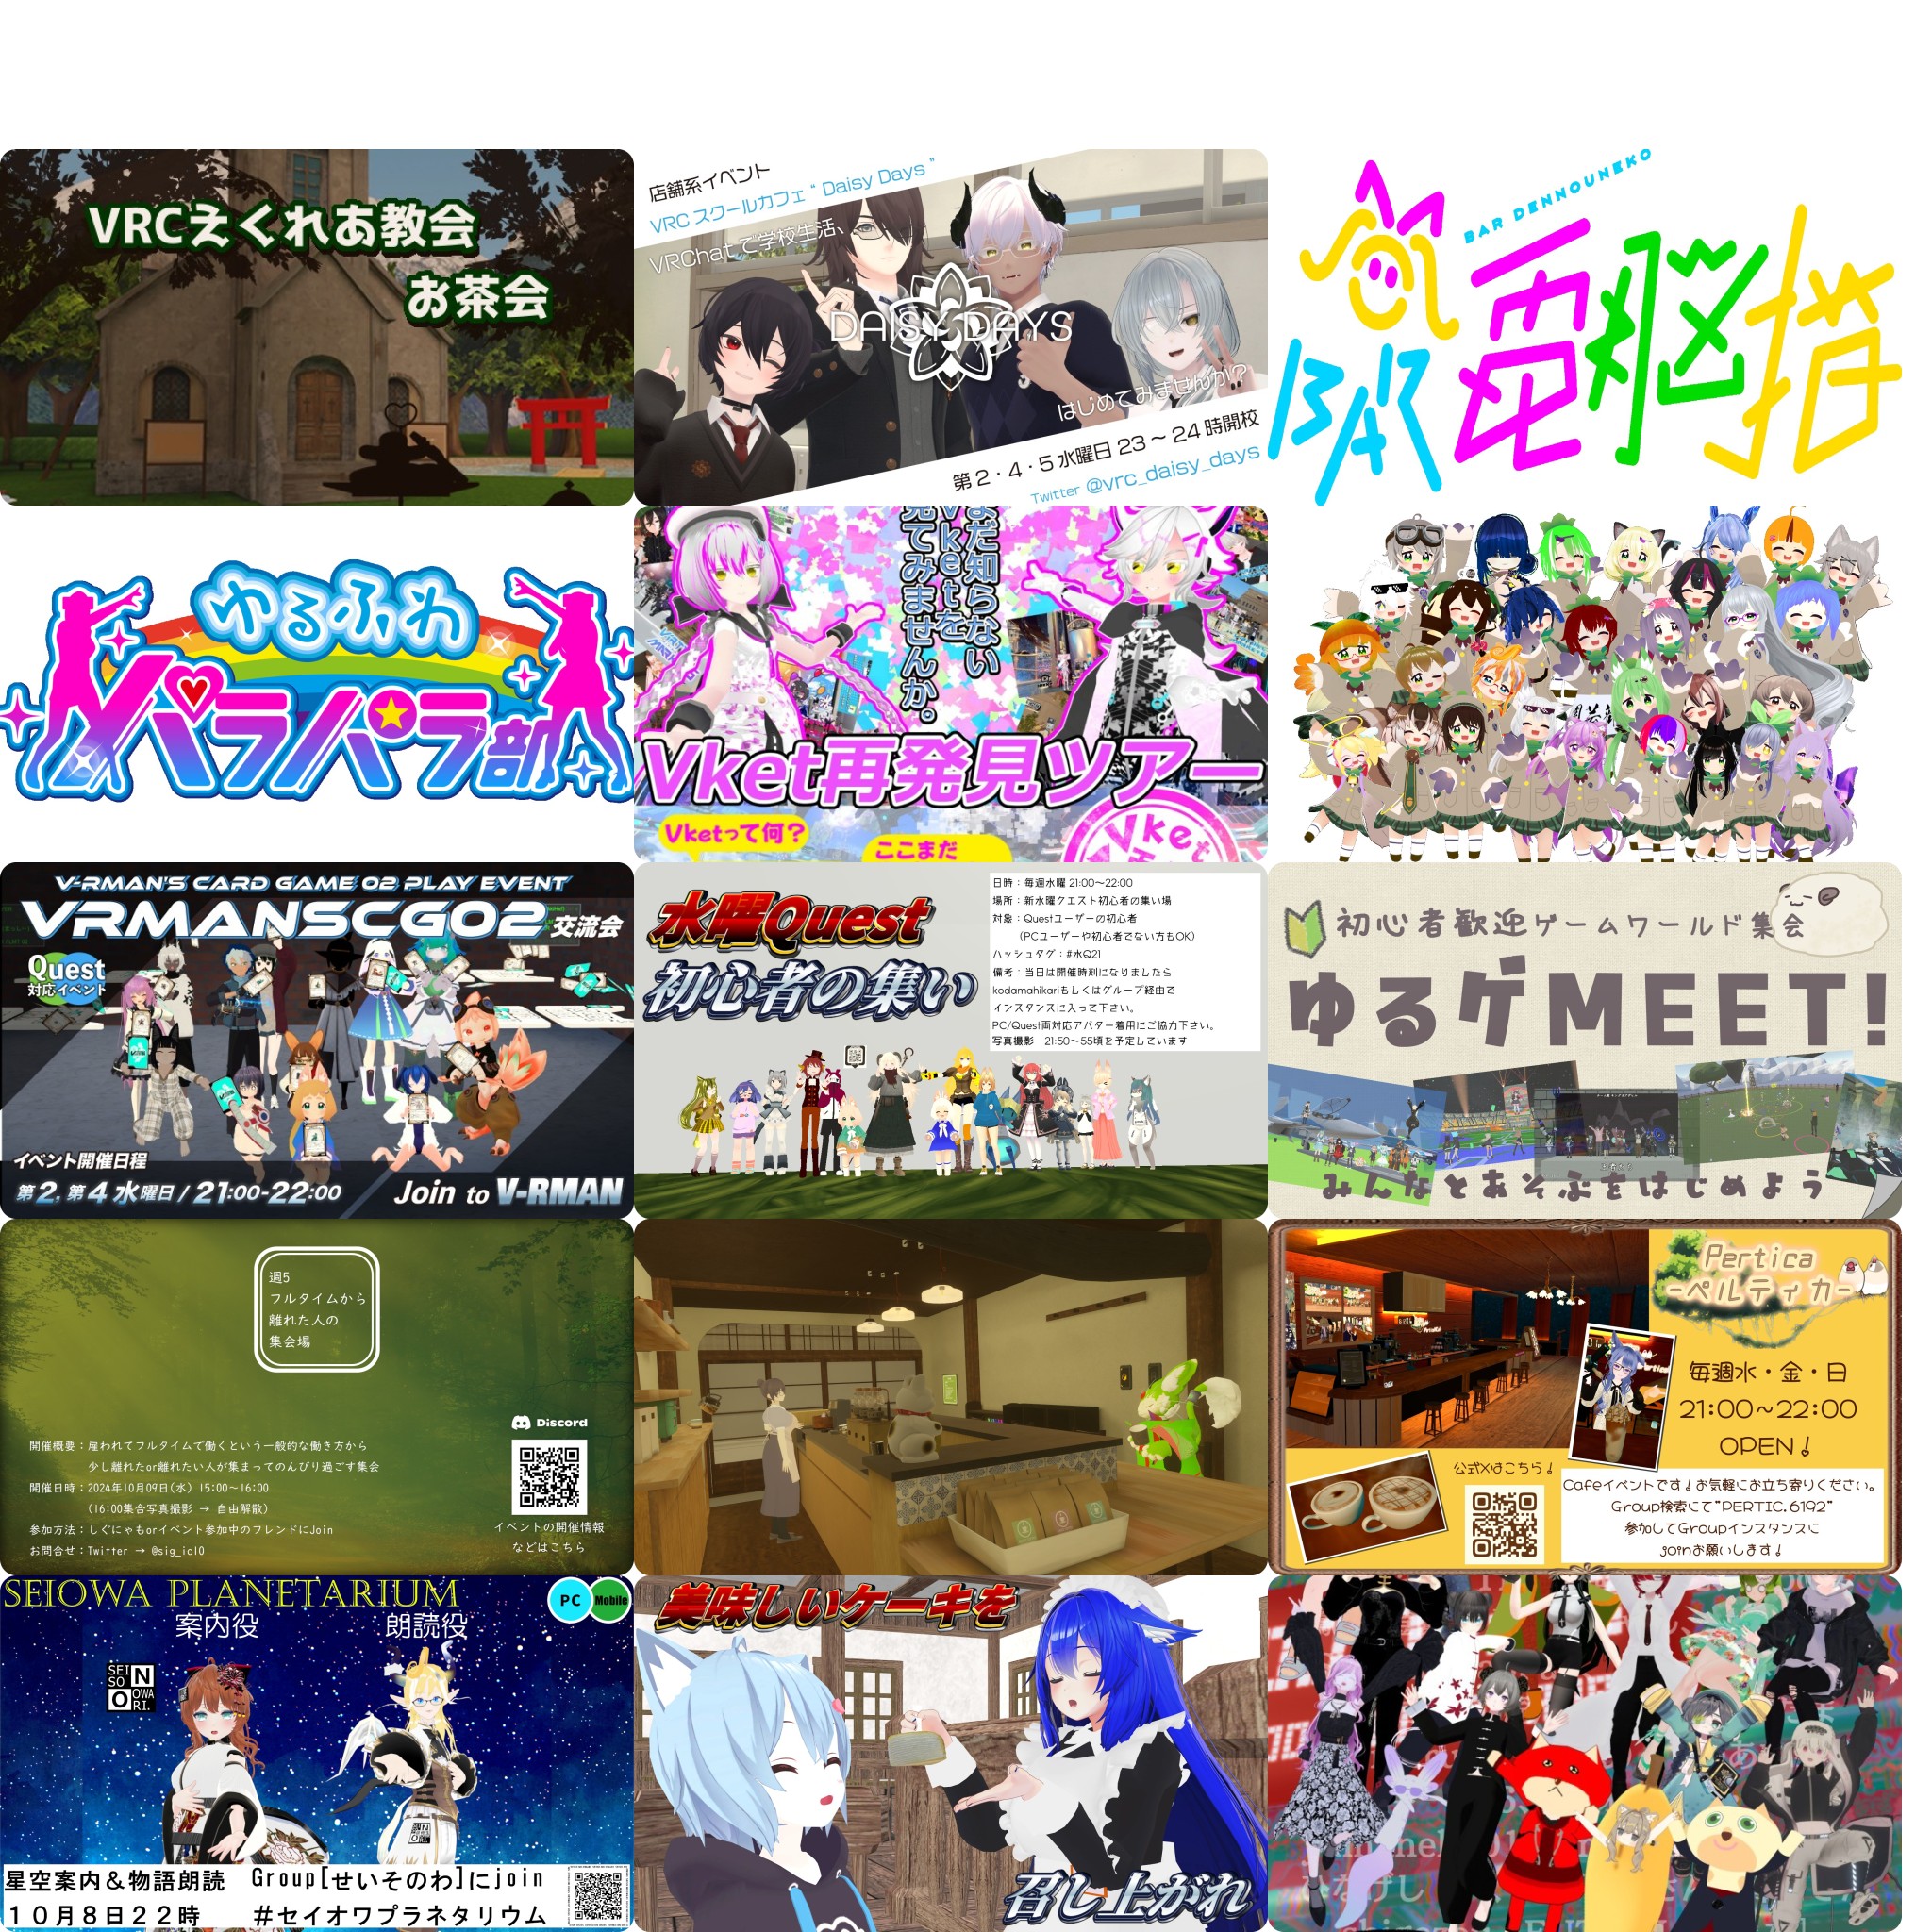 VRCえくれあ教会
お茶会
店舗系イベント
VRC スクールカフェ " Daisy Days "
VRChat で学校生活、
DAISY DAYS
はじめてみませんか?
第2・4・5 水曜日 23 ~ 24 時開校
Twitter @vrc_daisy_days
BAR DENNOUNEKO
BAR 電脳猫
ゆるふわ
パラパラ部
まだ知らない
Vketを
見てみませんか。
Vket再発見ツアー
Vketって何?
ここまだ
Vket
V-RMAN'S CARD GAME 02 PLAY EVENT
VRMANSCG02 交流会
Quest
対応イベント
イベント開催日程
第2, 第4 水曜日 / 21:00-22:00
Join to V-RMAN
水曜Quest
初心者の集い
日時:毎週水曜 21:00~22:00
場所:新水曜クエスト初心者の集い場
対象:Questユーザーの初心者
(PCユーザーや初心者でない方もOK)
ハッシュタグ:#水Q21
備考:当日は開催時刻になりましたら
kodamahikariもしくはグループ経由で
インスタンスに入って下さい。
PC/Quest両対応アバター着用にご協力下さい。
写真撮影 21:50~55頃を予定しています
初心者歓迎ゲームワールド集会
ゆるゲMEET!
みんなとあそぶをはじめよう
週5
フルタイムから
離れた人の
集会場
Discord
開催概要:雇われてフルタイムで働くという一般的な働き方から
少し離れたor離れたい人が集まってのんびり過ごす集会
開催日時:2024年10月09日(水) 15:00~16:00
(16:00集合写真撮影 → 自由解散)
参加方法:しぐにゃもorイベント参加中のフレンドにJoin
お問合せ:Twitter → @sig_ic10
イベントの開催情報
などはこちら
Pertica
-ペルティカ-
毎週水・金・日
21:00~22:00
OPEN!
公式Xはこちら!
Cafeイベントです!お気軽にお立ち寄りください。
Group検索にて"PERTIC.6192"
参加してGroupインスタンスに
joinお願いします!
SEIOWA PLANETARIUM
PC
Mobile
案内役
朗読役
SEI
SO
N
O
OWA
RI.
星空案内&物語朗読
Group[せいそのわ]にjoin
10月8日22時
#セイオワプラネタリウム
美味しいケーキを
召し上がれ